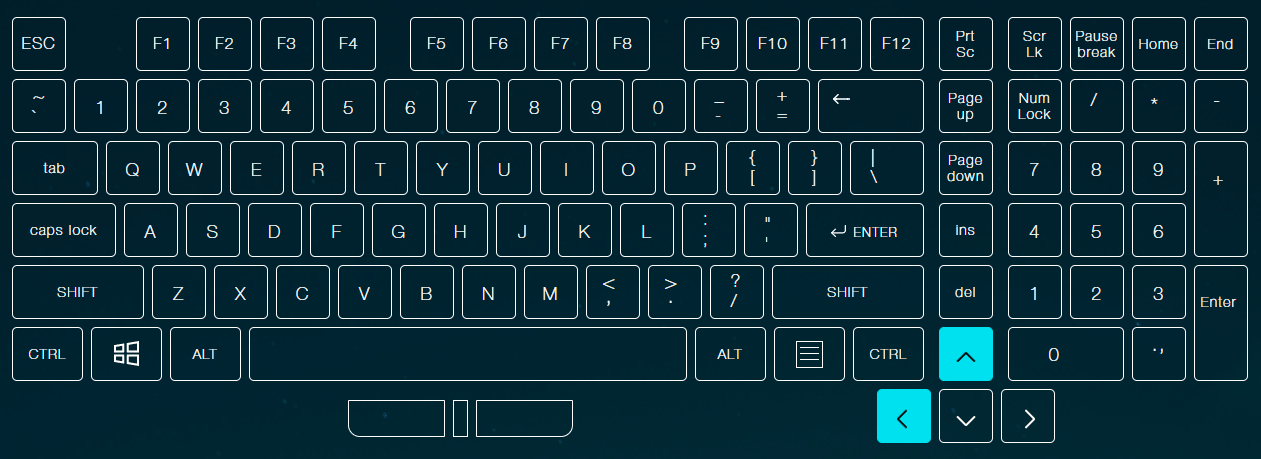 ESC F1 F2 F3 F4 F5 F6 F7 F8 F9 F10 F11 F12 Prt Sc Scr Lk Pause break Home End
~ ` 1 2 3 4 5 6 7 8 9 0 _ - + = ← Page up Num Lock / * -
tab Q W E R T Y U I O P { [ } ] | \ Page down 7 8 9 +
caps lock A S D F G H J K L : ; " ' ↵ ENTER ins 4 5 6
SHIFT Z X C V B N M < , > . ? / SHIFT del 1 2 3 Enter
CTRL ALT ALT CTRL 0 .,